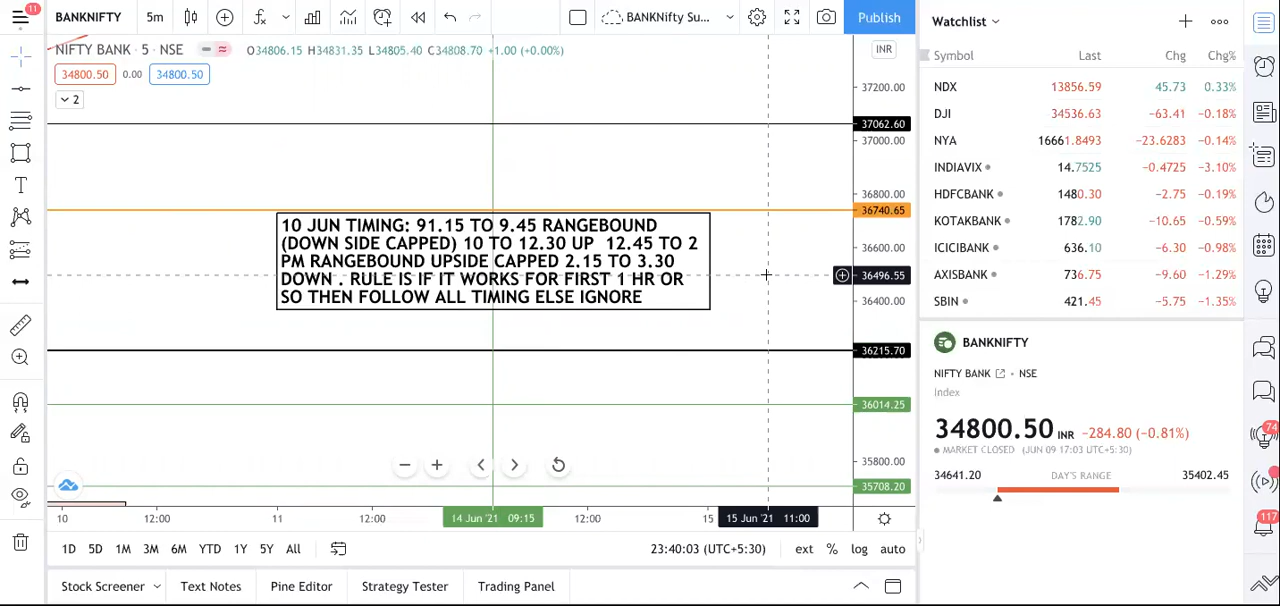 11
BANKNIFTY 5m BANKNifty Su... Publish
NIFTY BANK · 5 · NSE O34806.15 H34831.35 L34805.40 C34808.70 +1.00 (+0.00%) INR
34800.50 0.00 34800.50
2
37200.00
37062.60
37000.00
36800.00
36740.65
36600.00
36496.55
36400.00
36215.70
36014.25
35800.00
35708.20
10 JUN TIMING: 91.15 TO 9.45 RANGEBOUND
(DOWN SIDE CAPPED) 10 TO 12.30 UP 12.45 TO 2
PM RANGEBOUND UPSIDE CAPPED 2.15 TO 3.30
DOWN . RULE IS IF IT WORKS FOR FIRST 1 HR OR
SO THEN FOLLOW ALL TIMING ELSE IGNORE
10 12:00 11 12:00 14 Jun '21 09:15 12:00 15 15 Jun '21 11:00
1D 5D 1M 3M 6M YTD 1Y 5Y All 23:40:03 (UTC+5:30) ext % log auto
Stock Screener Text Notes Pine Editor Strategy Tester Trading Panel
Watchlist
Symbol Last Chg Chg%
NDX 13856.59 45.73 0.33%
DJI 34536.63 −63.41 −0.18%
NYA 16661.8493 −23.6283 −0.14%
INDIAVIX 14.7525 −0.4725 −3.10%
HDFCBANK 1480.30 −2.75 −0.19%
KOTAKBANK 1782.90 −10.65 −0.59%
ICICIBANK 636.10 −6.30 −0.98%
AXISBANK 736.75 −9.60 −1.29%
SBIN 421.45 −5.75 −1.35%
BANKNIFTY
NIFTY BANK · NSE
Index
34800.50 INR −284.80 (−0.81%)
MARKET CLOSED (JUN 09 17:03 UTC+5:30)
34641.20 DAY'S RANGE 35402.45
74
117